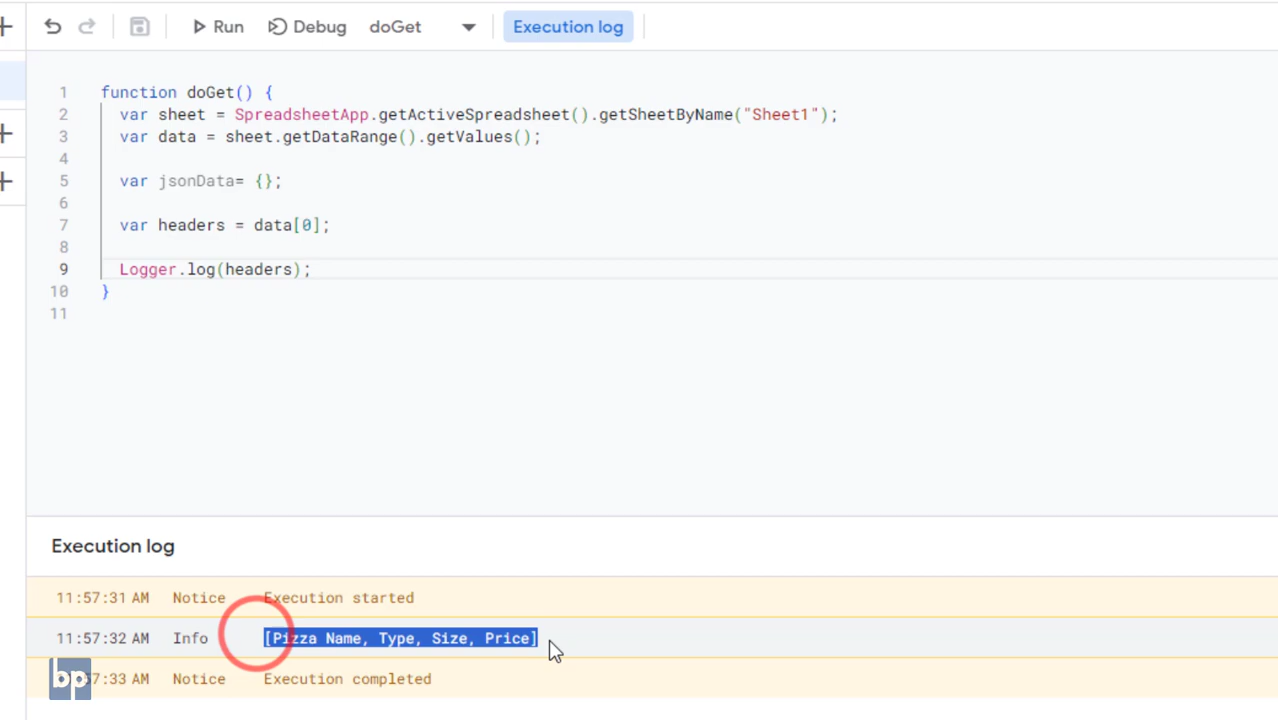 Run Debug doGet Execution log
1 function doGet() {
2 var sheet = SpreadsheetApp.getActiveSpreadsheet().getSheetByName("Sheet1");
3 var data = sheet.getDataRange().getValues();
4
5 var jsonData= {};
6
7 var headers = data[0];
8
9 Logger.log(headers);
10 }
11
Execution log
11:57:31 AM Notice Execution started
11:57:32 AM Info [Pizza Name, Type, Size, Price]
bp 57:33 AM Notice Execution completed